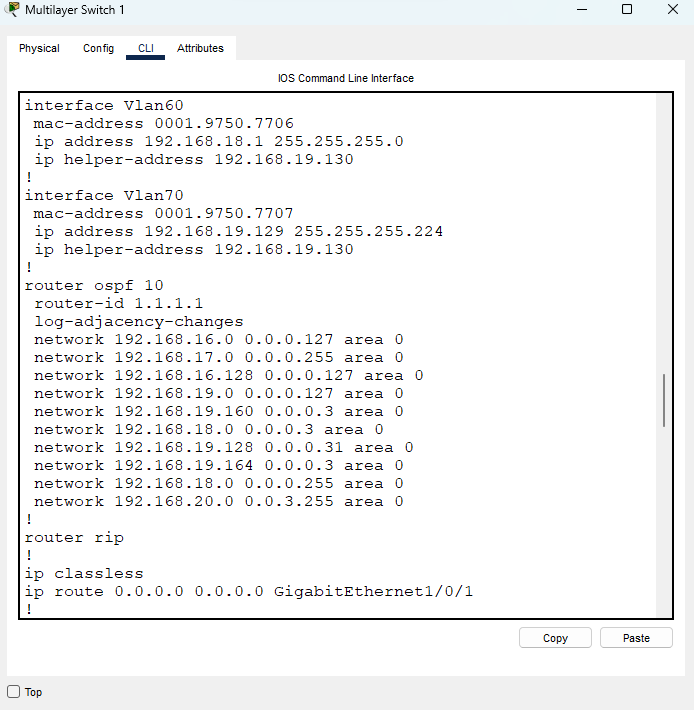 Multilayer Switch 1
Physical Config CLI Attributes
IOS Command Line Interface
interface Vlan60
 mac-address 0001.9750.7706
 ip address 192.168.18.1 255.255.255.0
 ip helper-address 192.168.19.130
!
interface Vlan70
 mac-address 0001.9750.7707
 ip address 192.168.19.129 255.255.255.224
 ip helper-address 192.168.19.130
!
router ospf 10
 router-id 1.1.1.1
 log-adjacency-changes
 network 192.168.16.0 0.0.0.127 area 0
 network 192.168.17.0 0.0.0.255 area 0
 network 192.168.16.128 0.0.0.127 area 0
 network 192.168.19.0 0.0.0.127 area 0
 network 192.168.19.160 0.0.0.3 area 0
 network 192.168.18.0 0.0.0.3 area 0
 network 192.168.19.128 0.0.0.31 area 0
 network 192.168.19.164 0.0.0.3 area 0
 network 192.168.18.0 0.0.0.255 area 0
 network 192.168.20.0 0.0.3.255 area 0
!
router rip
!
ip classless
ip route 0.0.0.0 0.0.0.0 GigabitEthernet1/0/1
!
Copy Paste
Top